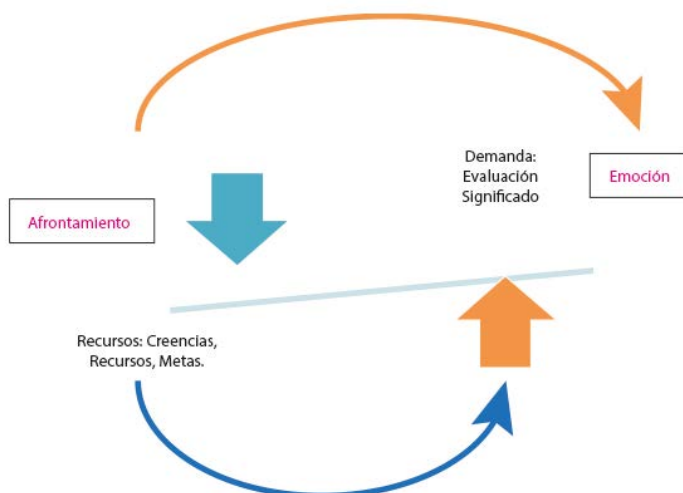 Demanda:
Evaluación
Significado
Emoción
Afrontamiento
Recursos: Creencias,
Recursos, Metas.